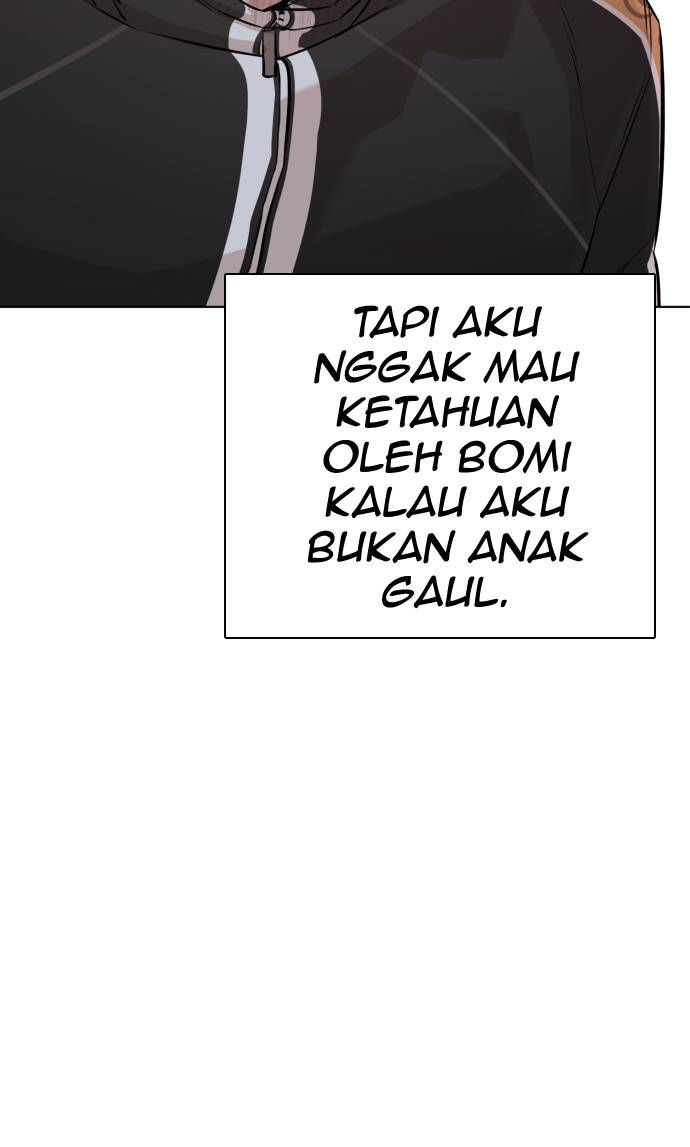 TAPI AKU
NGGAK MAU
KETAHUAN
OLEH BOMI
KALAU AKU
BUKAN ANAK
GAUL.